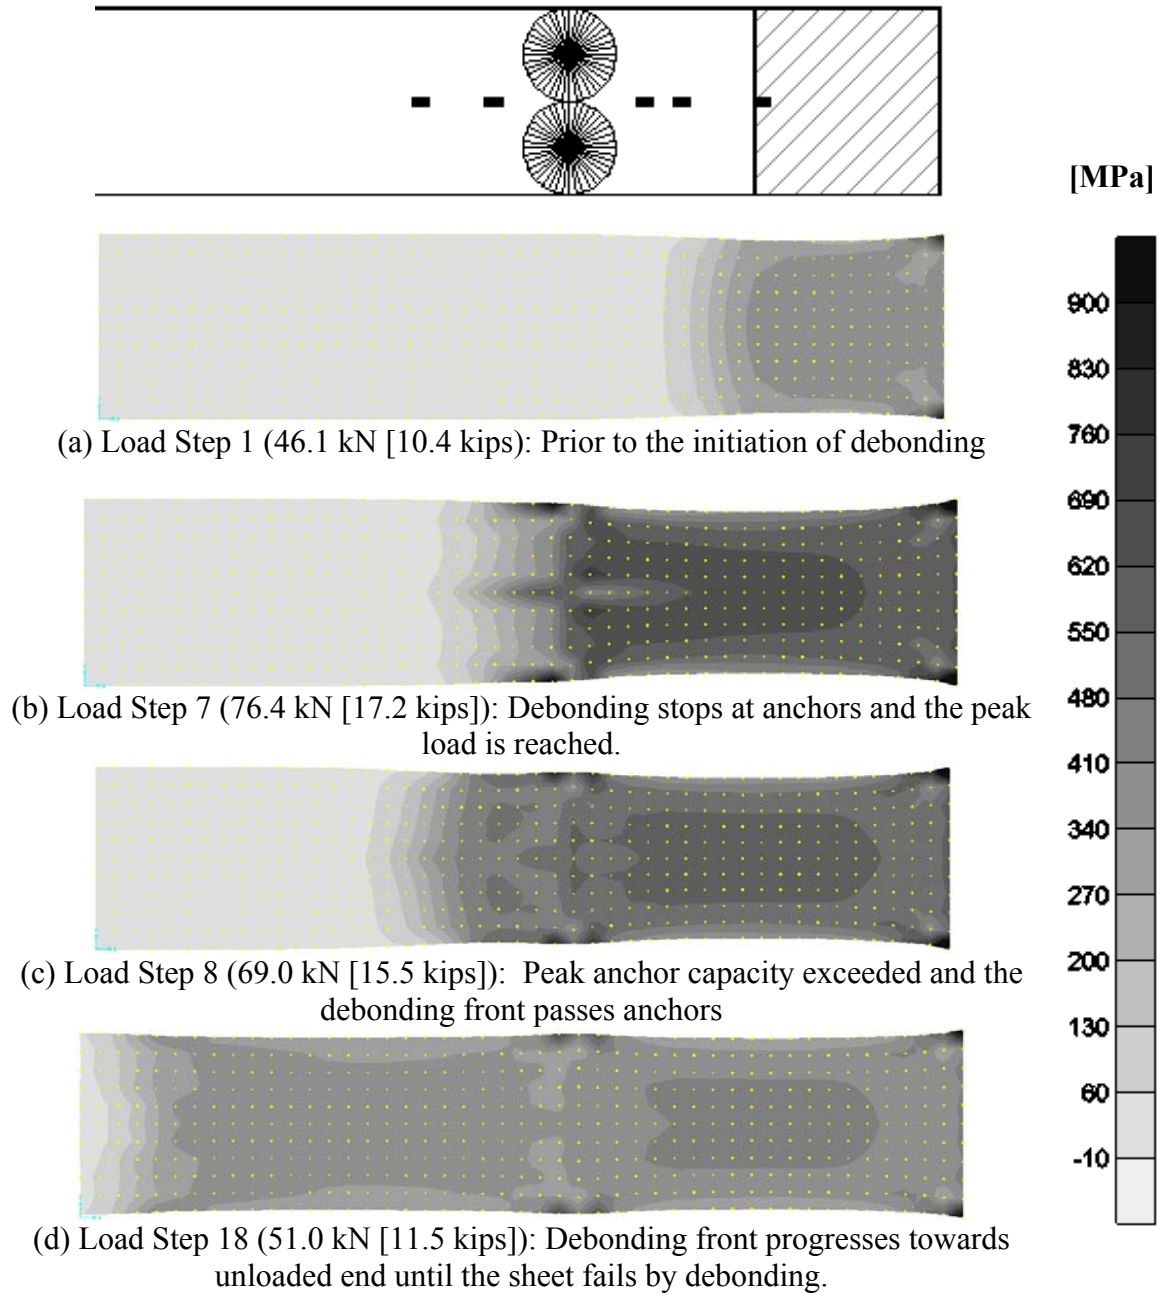 [MPa]
900
830
760
690
620
550
480
410
340
270
200
130
60
-10
(a) Load Step 1 (46.1 kN [10.4 kips): Prior to the initiation of debonding
(b) Load Step 7 (76.4 kN [17.2 kips]): Debonding stops at anchors and the peak
load is reached.
(c) Load Step 8 (69.0 kN [15.5 kips]):  Peak anchor capacity exceeded and the
debonding front passes anchors
(d) Load Step 18 (51.0 kN [11.5 kips]): Debonding front progresses towards
unloaded end until the sheet fails by debonding.